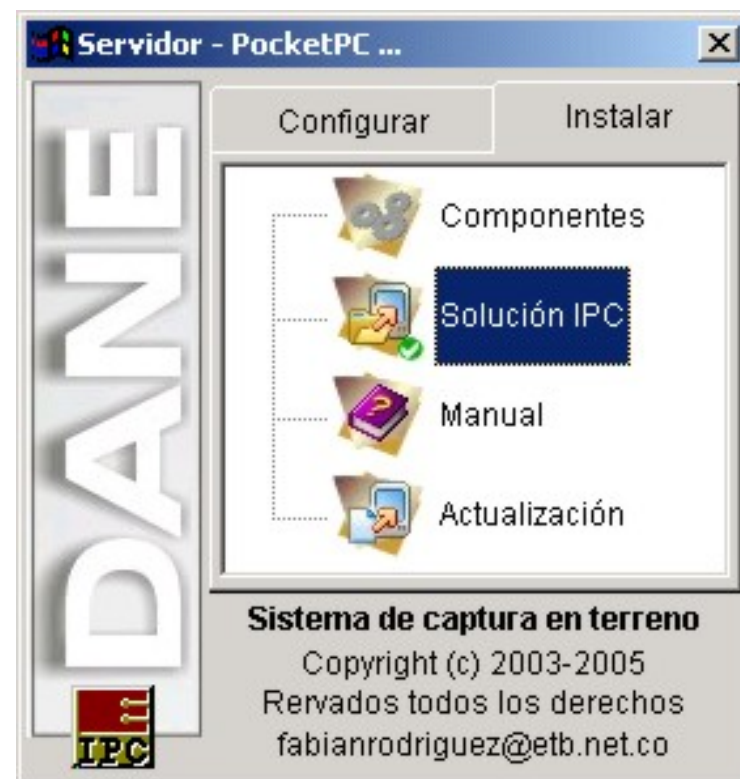 Servidor - PocketPC ...
Configurar
Instalar
DANE
Componentes
Solución IPC
Manual
Actualización
Sistema de captura en terreno
Copyright (c) 2003-2005
Rervados todos los derechos
fabianrodriguez@etb.net.co
IPC